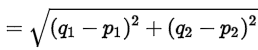 = √((q₁ − p₁)² + (q₂ − p₂)²)